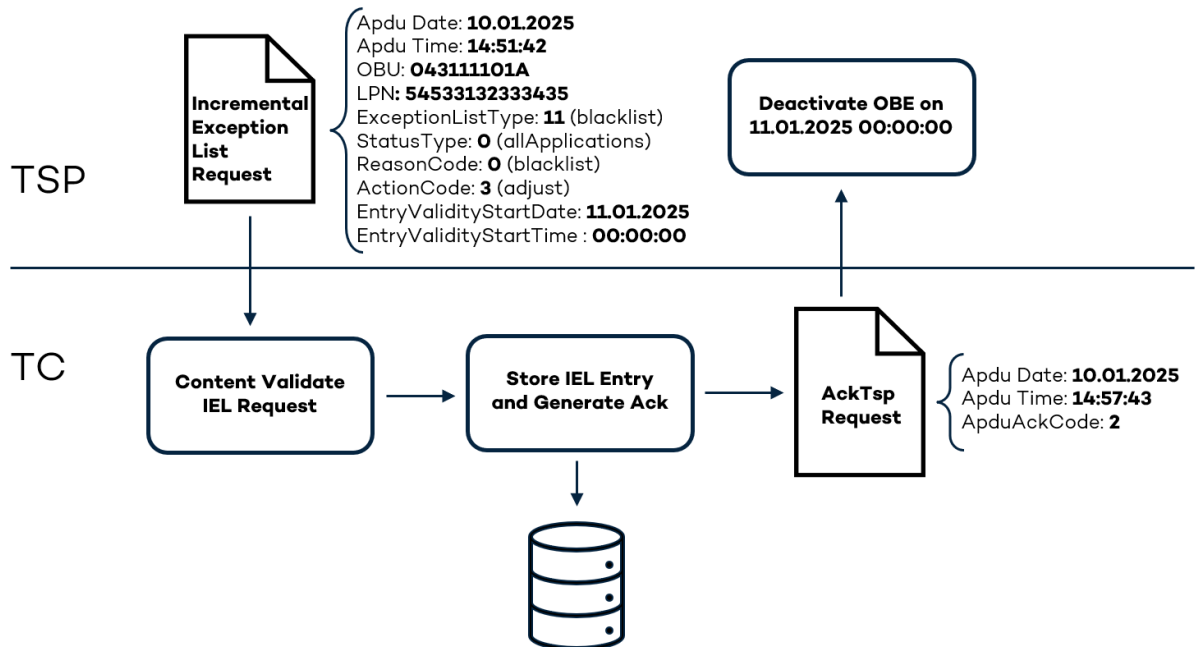 Incremental
Exception
List
Request
Apdu Date: 10.01.2025
Apdu Time: 14:51:42
OBU: 043111101A
LPN: 54533132333435
ExceptionListType: 11 (blacklist)
StatusType: 0 (allApplications)
ReasonCode: 0 (blacklist)
ActionCode: 3 (adjust)
EntryValidityStartDate: 11.01.2025
EntryValidityStartTime : 00:00:00
Deactivate OBE on
11.01.2025 00:00:00
TSP
TC
Content Validate
IEL Request
Store IEL Entry
and Generate Ack
AckTsp
Request
Apdu Date: 10.01.2025
Apdu Time: 14:57:43
ApduAckCode: 2